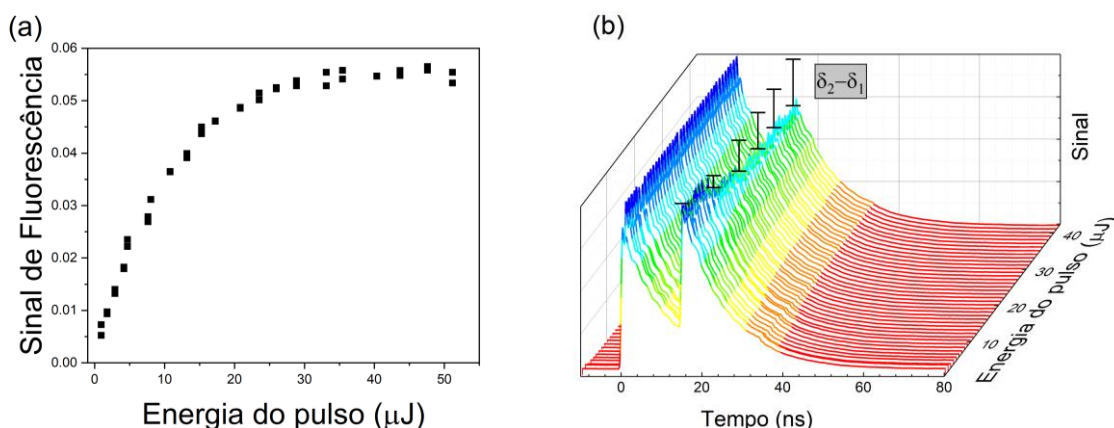 (a)
0.06
0.05
0.04
0.03
0.02
0.01
0.00
Sinal de Fluorescência
0 10 20 30 40 50
Energia do pulso (μJ)
(b)
δ2−δ1
Sinal
0 20 40 60 80
Tempo (ns)
10 20 30 40
Energia do pulso (μJ)